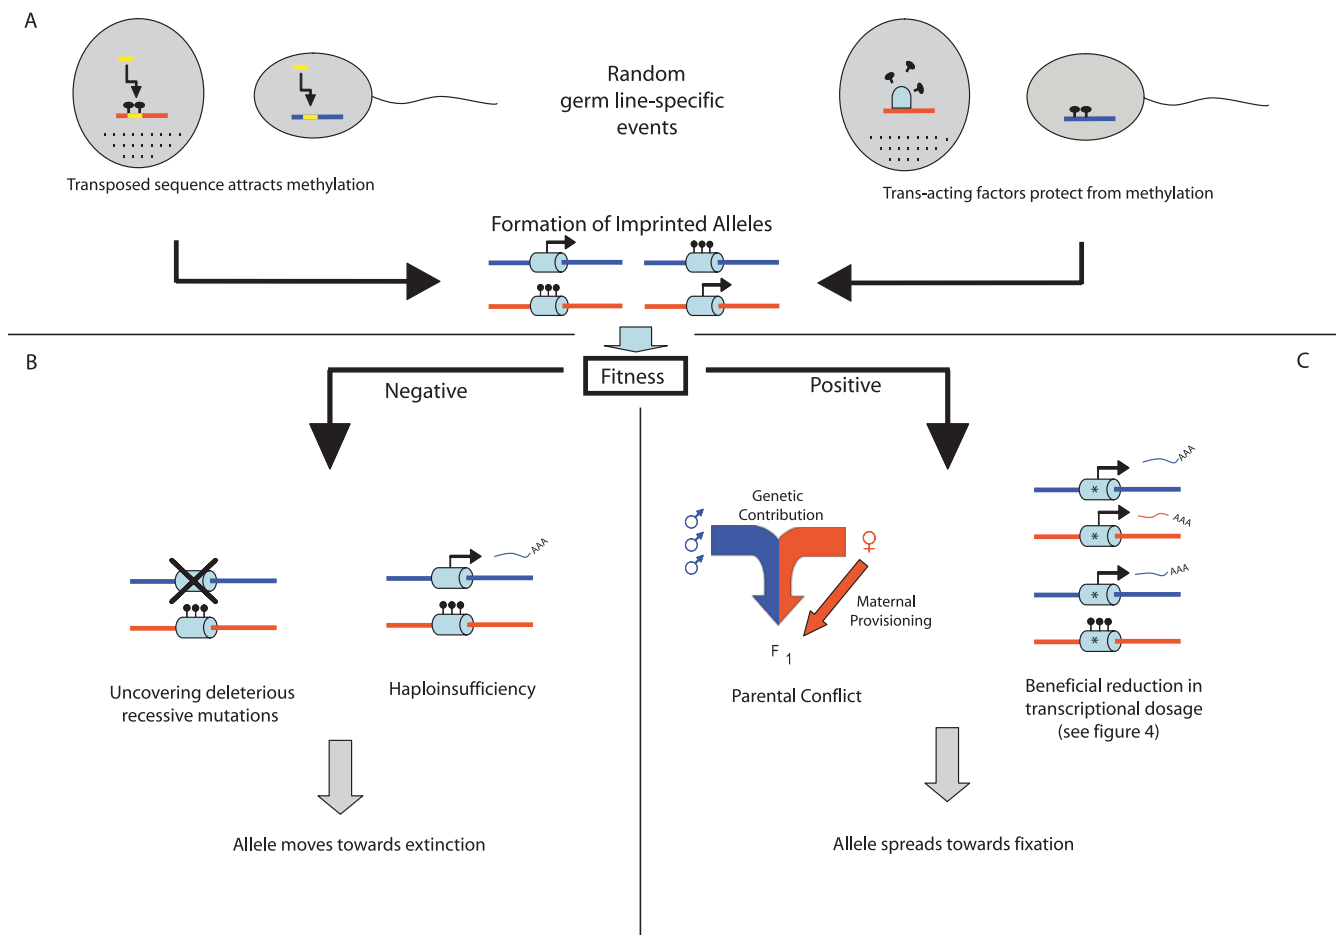 A
Random
germ line-specific
events
Transposed sequence attracts methylation
Trans-acting factors protect from methylation
Formation of Imprinted Alleles
B
Fitness
C
Negative
Positive
AAA
Genetic
Contribution
AAA
*
AAA
*
♂
♂
♂
♀
AAA
*
Maternal
Provisioning
*
F 1
Uncovering deleterious
recessive mutations
Haploinsufficiency
Parental Conflict
Beneficial reduction in
transcriptional dosage
(see figure 4)
Allele moves towards extinction
Allele spreads towards fixation